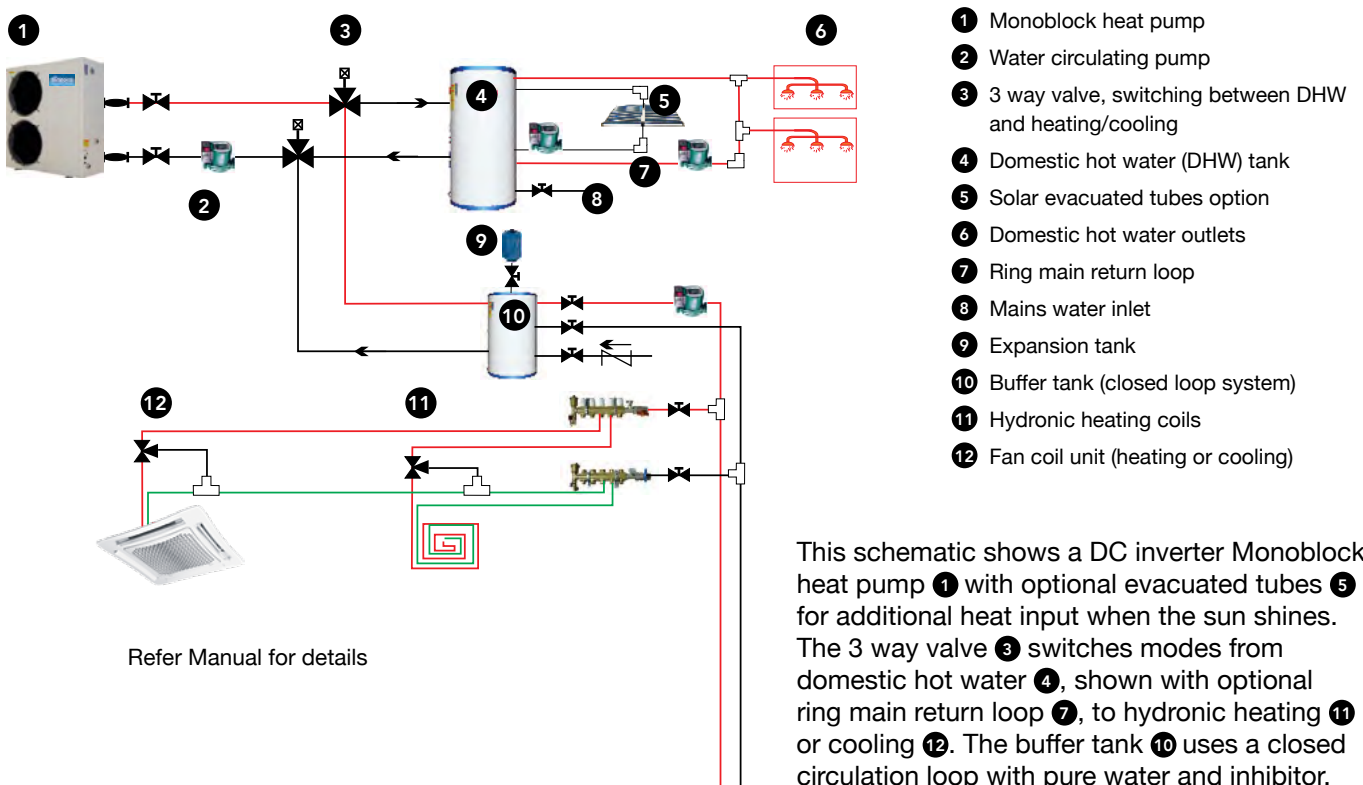 1
3
6
4
5
2
7
8
9
10
12
11
Refer Manual for details
1 Monoblock heat pump
2 Water circulating pump
3 3 way valve, switching between DHW
and heating/cooling
4 Domestic hot water (DHW) tank
5 Solar evacuated tubes option
6 Domestic hot water outlets
7 Ring main return loop
8 Mains water inlet
9 Expansion tank
10 Buffer tank (closed loop system)
11 Hydronic heating coils
12 Fan coil unit (heating or cooling)
This schematic shows a DC inverter Monoblock
heat pump 1 with optional evacuated tubes 5
for additional heat input when the sun shines.
The 3 way valve 3 switches modes from
domestic hot water 4, shown with optional
ring main return loop 7, to hydronic heating 11
or cooling 12. The buffer tank 10 uses a closed
circulation loop with pure water and inhibitor.